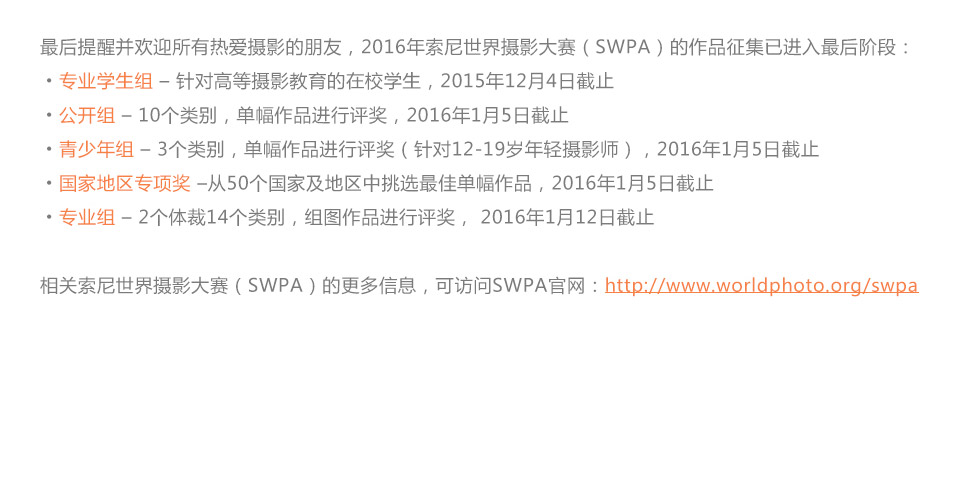 最后提醒并欢迎所有热爱摄影的朋友，2016年索尼世界摄影大赛（SWPA）的作品征集已进入最后阶段：
・专业学生组 – 针对高等摄影教育的在校学生，2015年12月4日截止
・公开组 – 10个类别，单幅作品进行评奖，2016年1月5日截止
・青少年组 – 3个类别，单幅作品进行评奖（针对12-19岁年轻摄影师），2016年1月5日截止
・国家地区专项奖 –从50个国家及地区中挑选最佳单幅作品，2016年1月5日截止
・专业组 – 2个体裁14个类别，组图作品进行评奖， 2016年1月12日截止
相关索尼世界摄影大赛（SWPA）的更多信息，可访问SWPA官网：http://www.worldphoto.org/swpa